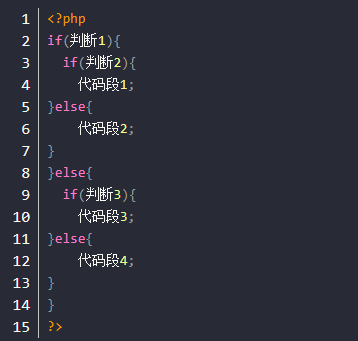 1 <?php
2 if(判断1){
3   if(判断2){
4     代码段1;
5 }else{
6     代码段2;
7 }
8 }else{
9   if(判断3){
10     代码段3;
11 }else{
12     代码段4;
13 }
14 }
15 ?>